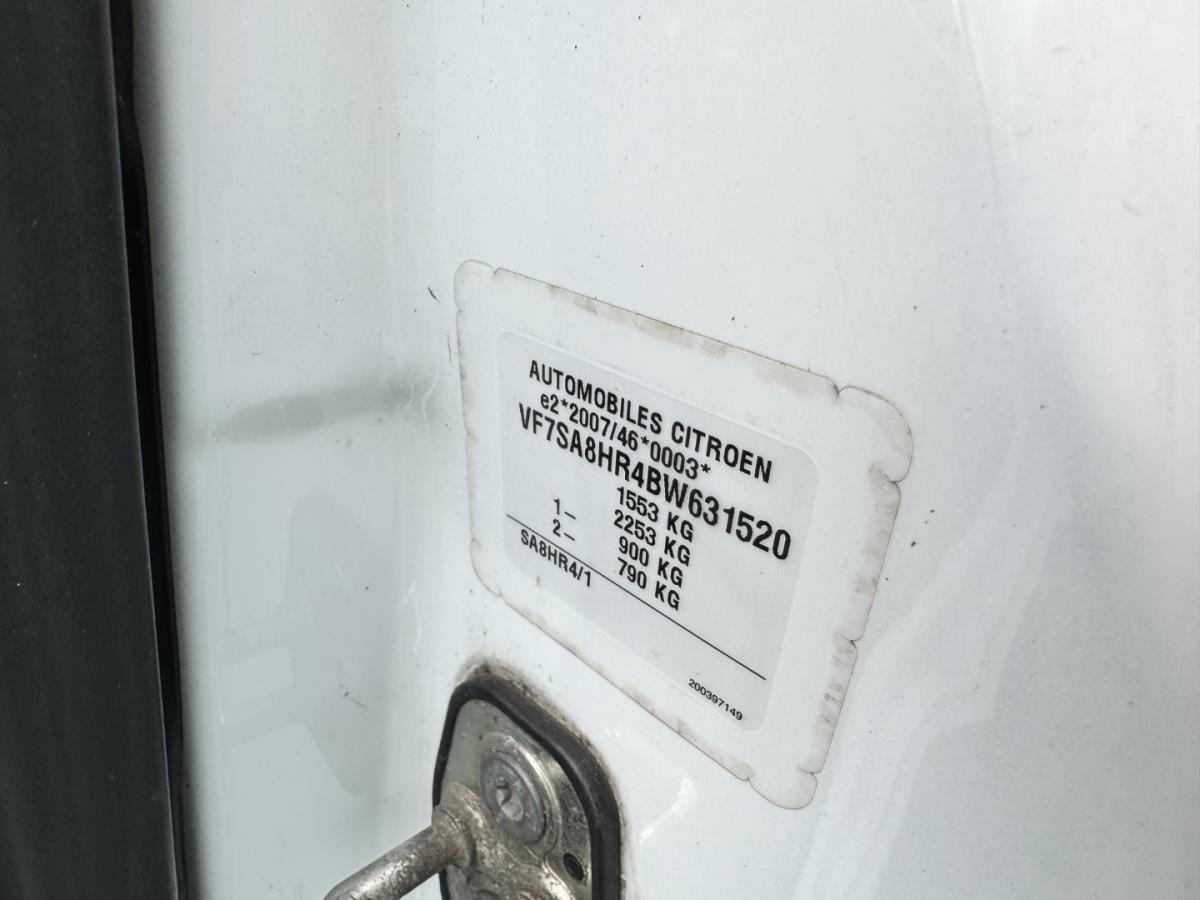 AUTOMOBILES CITROEN
e2*2007/46*0003*
VF7SA8HR4BW631520
1553 KG
2253 KG
1– 900 KG
2– 790 KG
SA8HR4/1
200397149